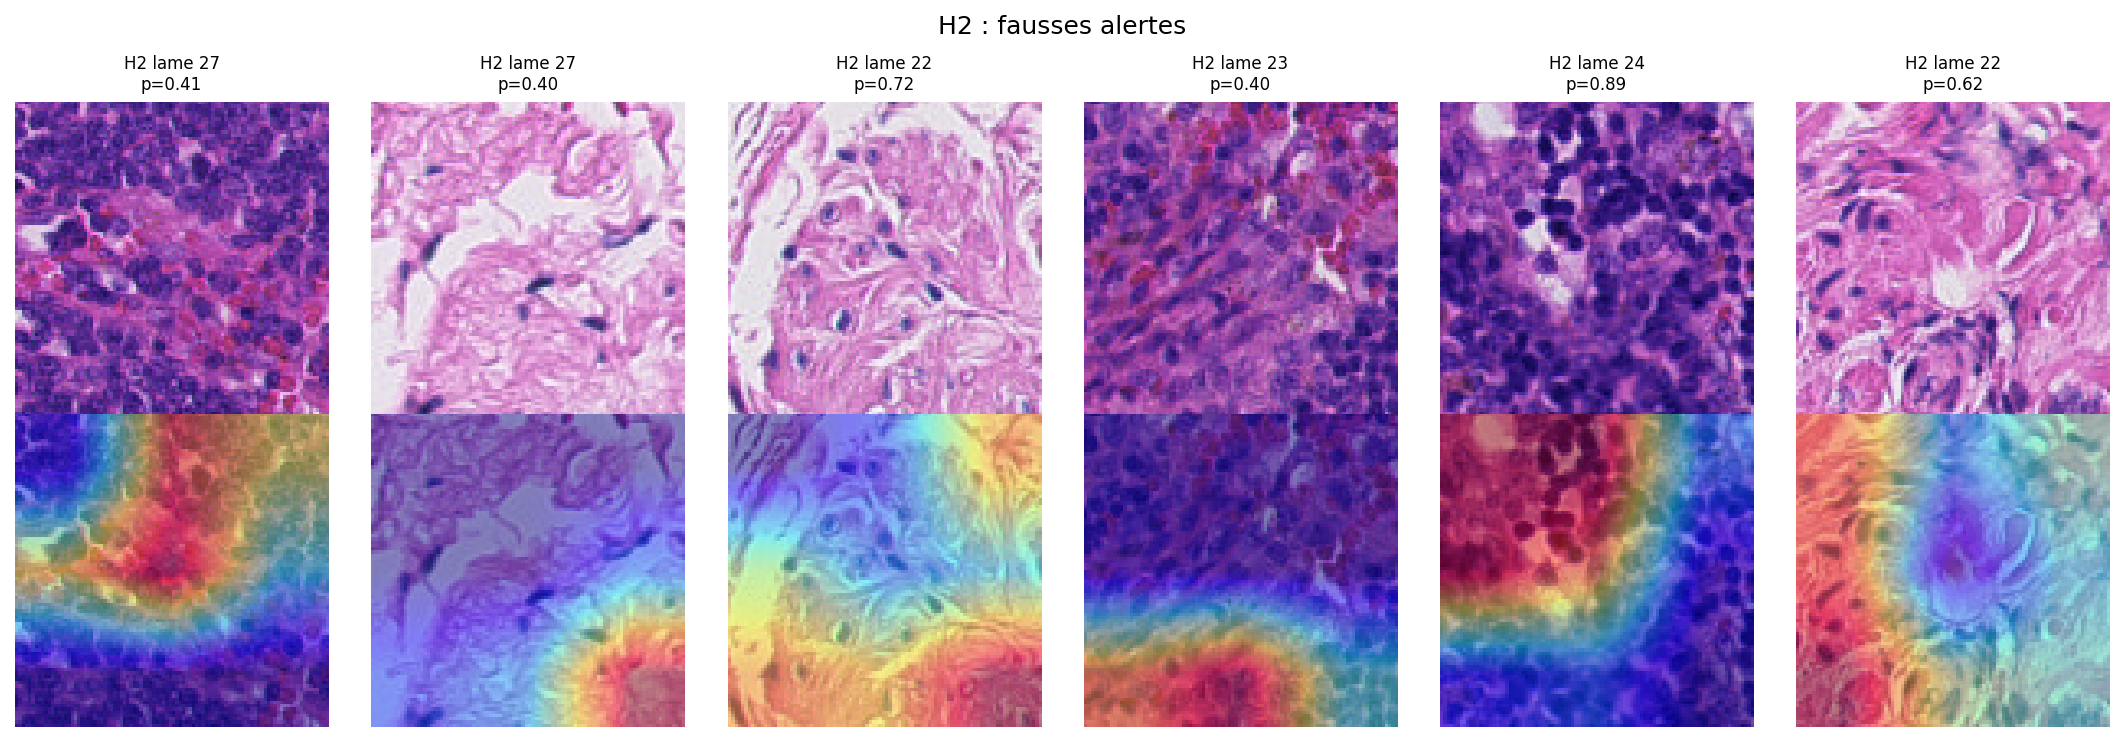 H2 : fausses alertes
H2 lame 27
p=0.41
H2 lame 27
p=0.40
H2 lame 22
p=0.72
H2 lame 23
p=0.40
H2 lame 24
p=0.89
H2 lame 22
p=0.62